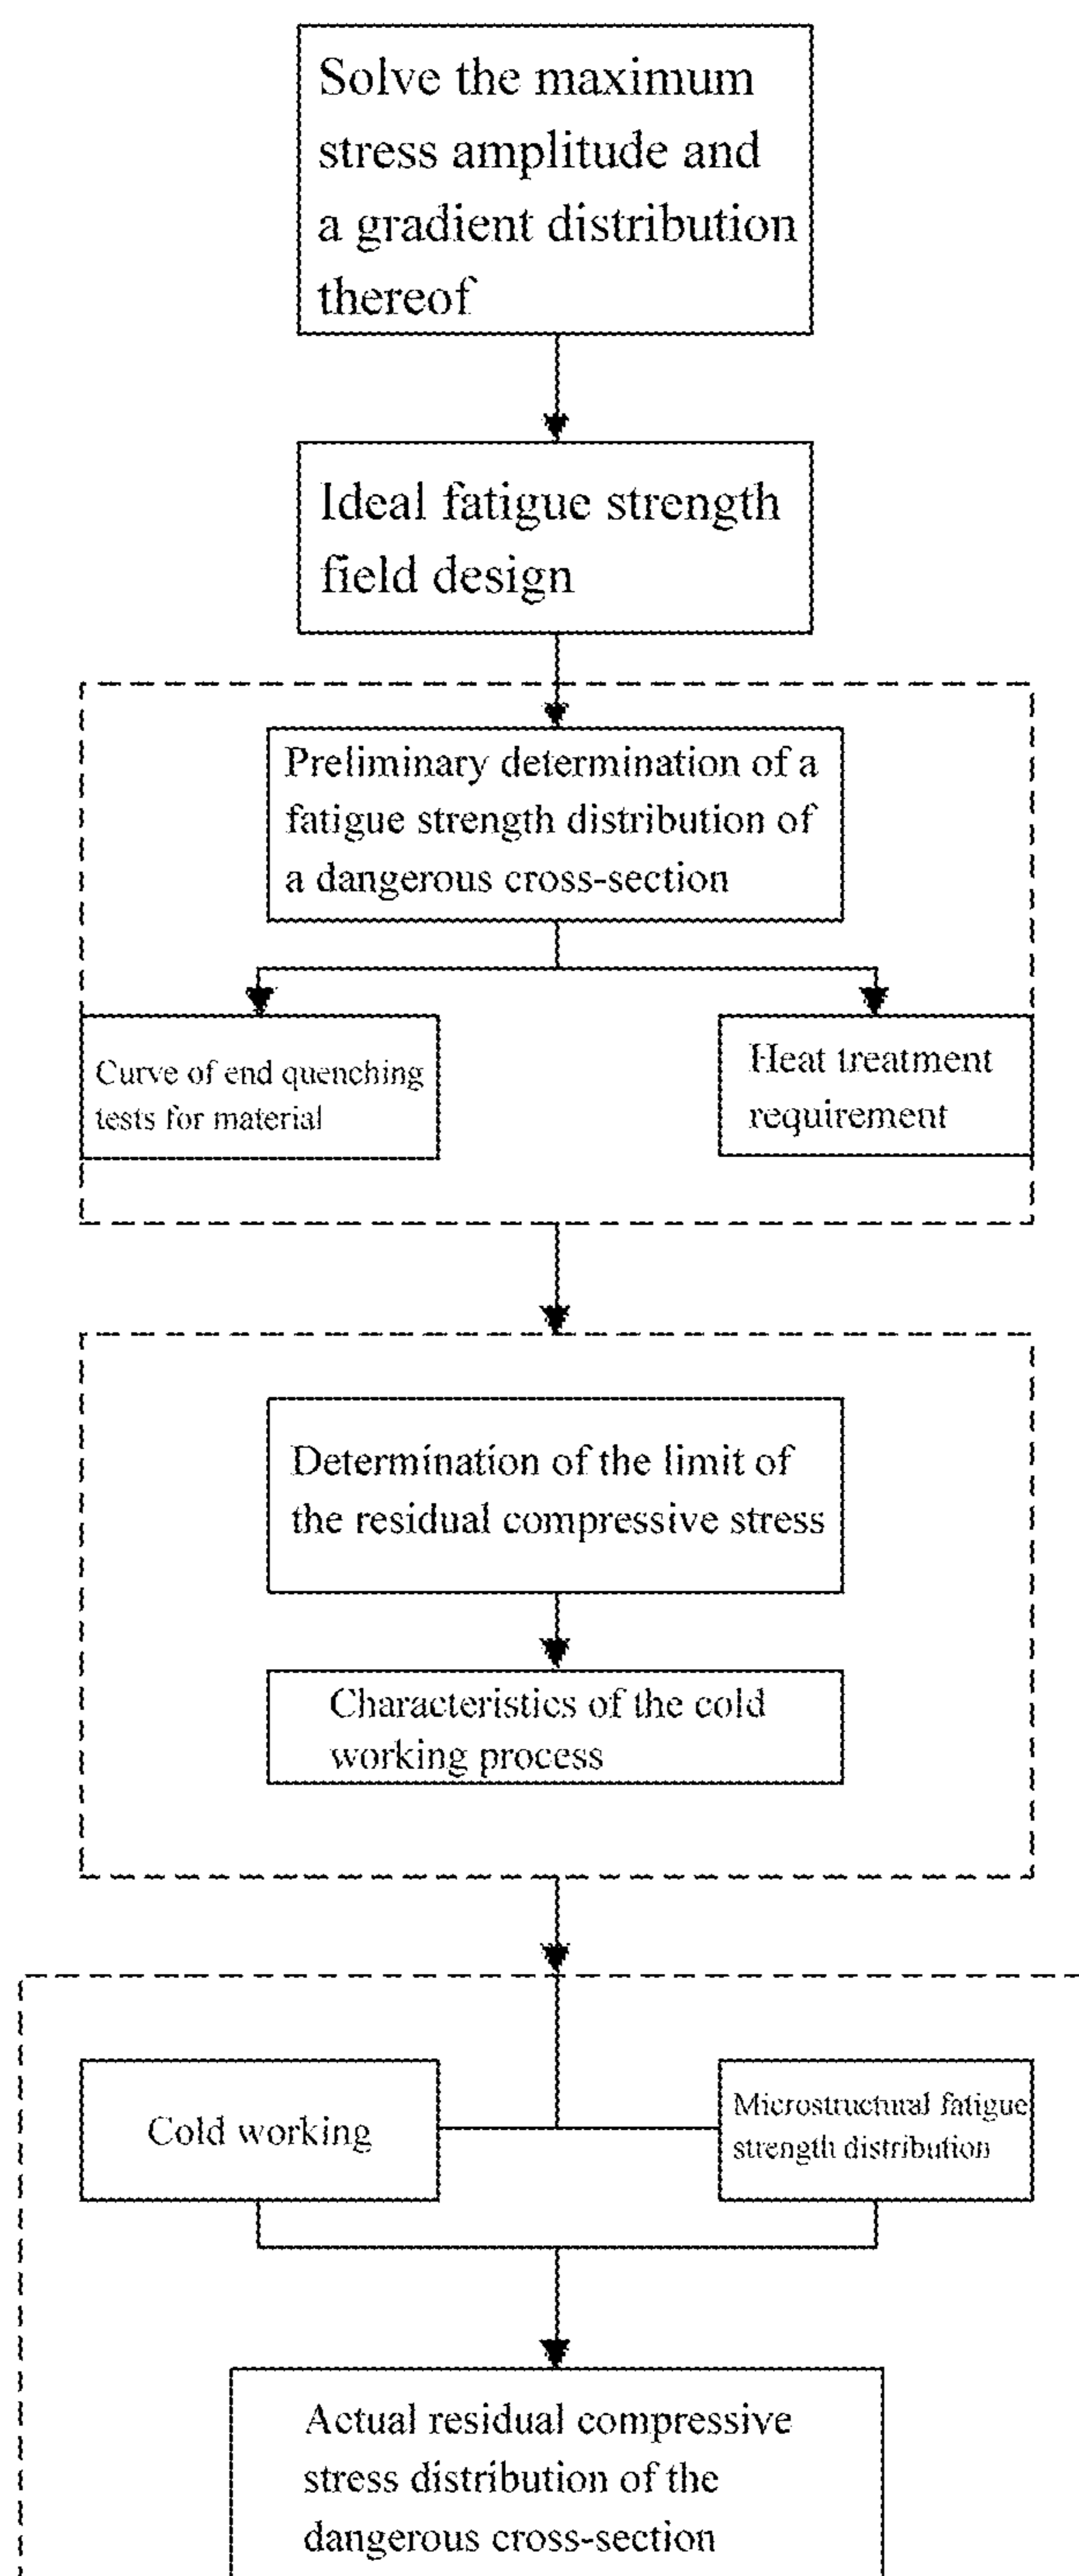 Solve the maximum
stress amplitude and
a gradient distribution
thereof
Ideal fatigue strength
field design
Preliminary determination of a
fatigue strength distribution of
a dangerous cross-section
Curve of end quenching
tests for material
Heat treatment
requirement
Determination of the limit of
the residual compressive stress
Characteristics of the cold
working process
Cold working
Microstructural fatigue
strength distribution
Actual residual compressive
stress distribution of the
dangerous cross-section